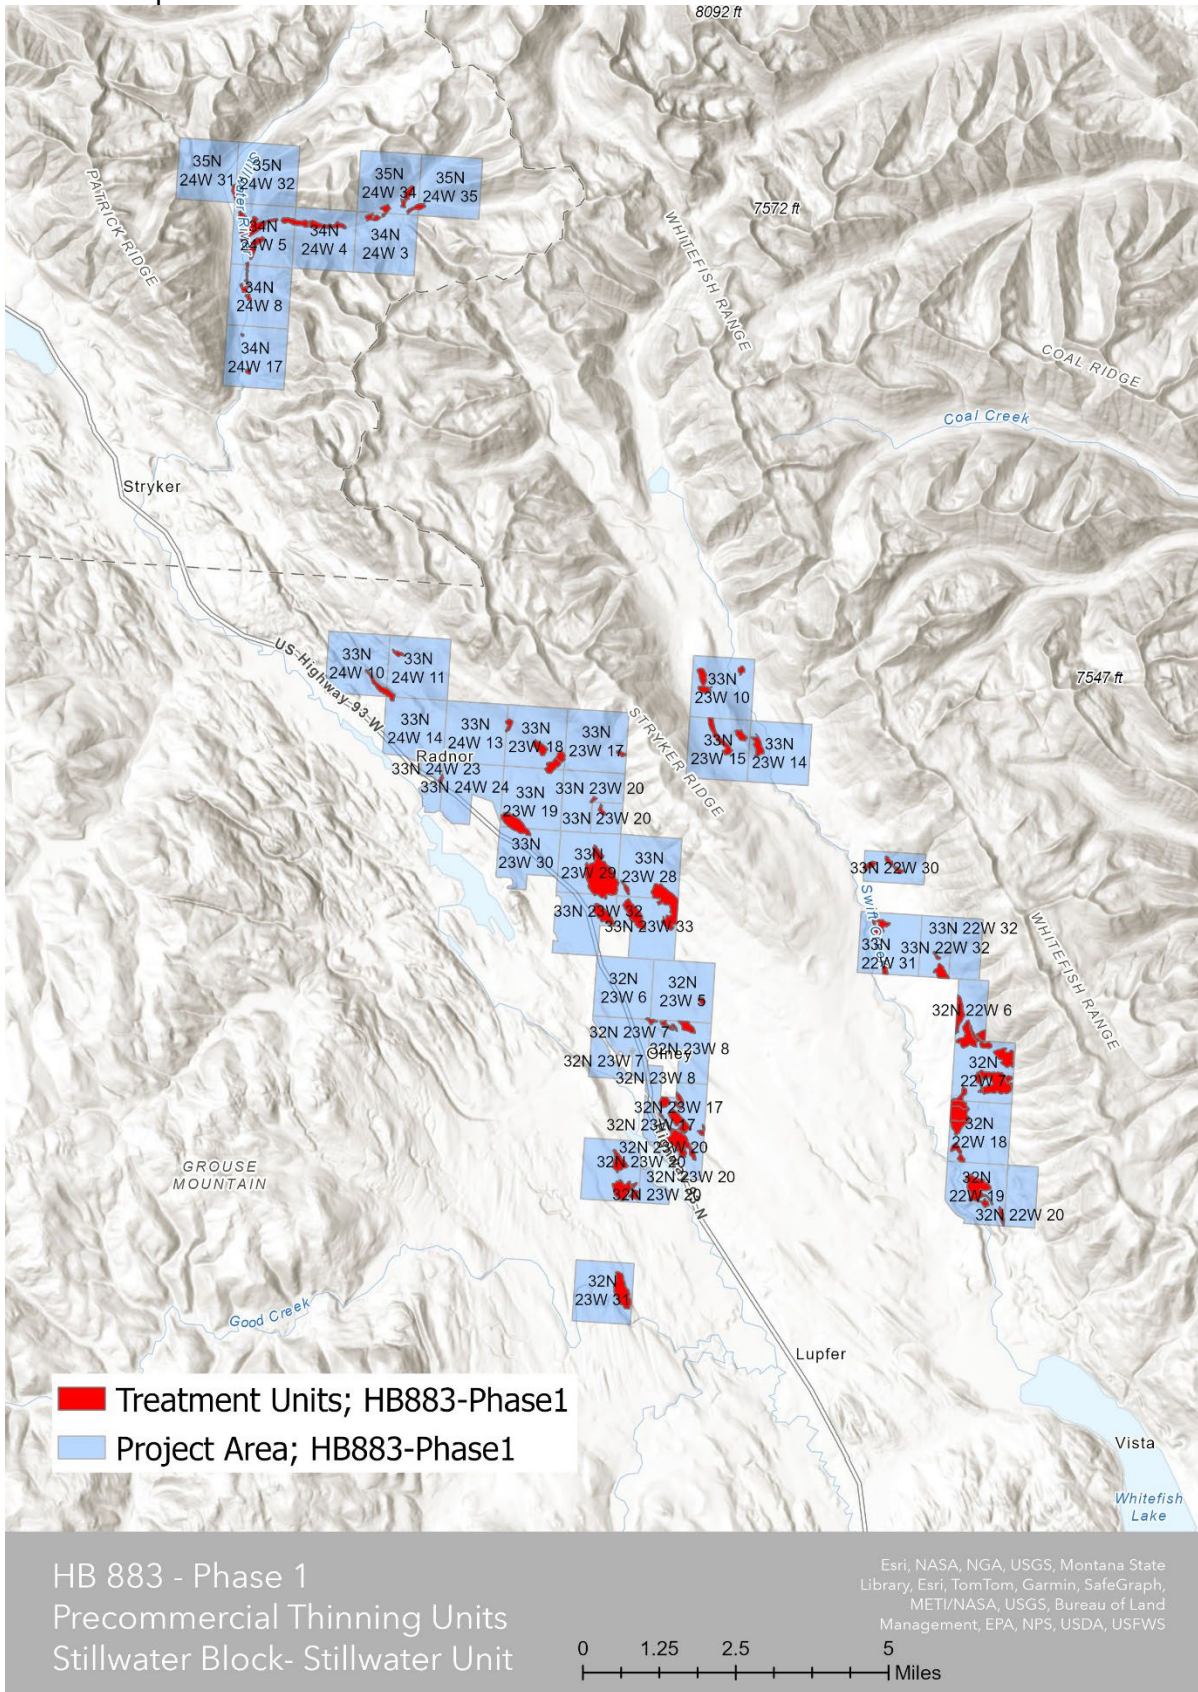 8092 ft
35N
24W 31
35N
24W 32
35N
24W 34
35N
24W 35
Stillwater River
34N
24W 5
34N
24W 4
34N
24W 3
34N
24W 8
34N
24W 17
PATRICK RIDGE
7572 ft
WHITEFISH RANGE
COAL RIDGE
Coal Creek
Stryker
US Highway 93 W
33N
24W 10
33N
24W 11
33N
24W 14
33N
24W 13
33N
23W 18
33N
23W 17
Radnor
33N 24W 23
33N 24W 24
33N
23W 19
33N 23W 20
33N 23W 20
33N
23W 30
33N
23W 29
33N
23W 28
33N 23W 32
33N 23W 33
STRYKER RIDGE
33N
23W 10
33N
23W 15
33N
23W 14
7547 ft
33N 22W 30
Swift Creek
33N 22W 32
33N
22W 31
33N 22W 32
WHITEFISH RANGE
32N 22W 6
32N
22W 7
32N
22W 18
32N
22W 19
32N 22W 20
32N
23W 6
32N
23W 5
32N 23W 7
32N 23W 8
Olney
32N 23W 7
32N 23W 8
32N 23W 17
32N 23W 17
32N 23W 20
32N 23W 20
32N 23W 20
32N 23W 20
GROUSE
MOUNTAIN
32N
23W 31
Good Creek
Lupfer
Vista
Whitefish
Lake
Treatment Units; HB883-Phase1
Project Area; HB883-Phase1
HB 883 - Phase 1
Precommercial Thinning Units
Stillwater Block- Stillwater Unit
0 1.25 2.5 5
Miles
Esri, NASA, NGA, USGS, Montana State
Library, Esri, TomTom, Garmin, SafeGraph,
METI/NASA, USGS, Bureau of Land
Management, EPA, NPS, USDA, USFWS